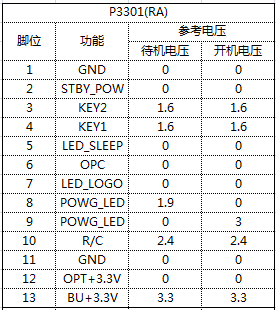 P3301(RA)
脚位 功能 参考电压
待机电压 开机电压
1 GND 0 0
2 STBY_POW 0 0
3 KEY2 1.6 1.6
4 KEY1 1.6 1.6
5 LED_SLEEP 0 0
6 OPC 0 0
7 LED_LOGO 0 0
8 POWG_LED 1.9 0
9 POWG_LED 0 3
10 R/C 2.4 2.4
11 GND 0 0
12 OPT+3.3V 0 0
13 BU+3.3V 3.3 3.3